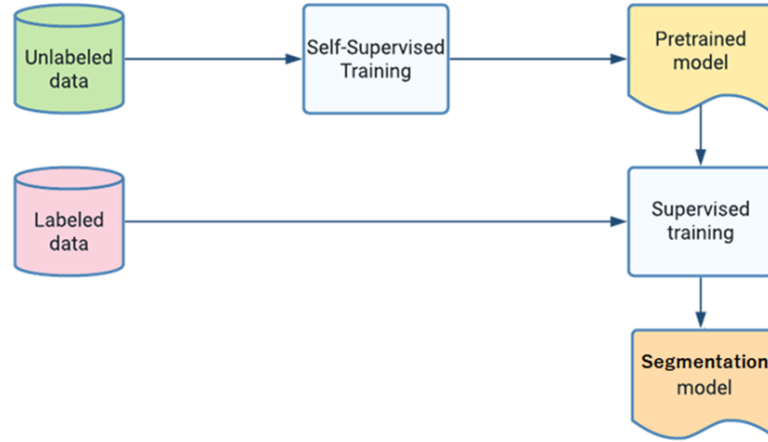 Unlabeled
data
Self-Supervised
Training
Pretrained
model
Labeled
data
Supervised
training
Segmentation
model